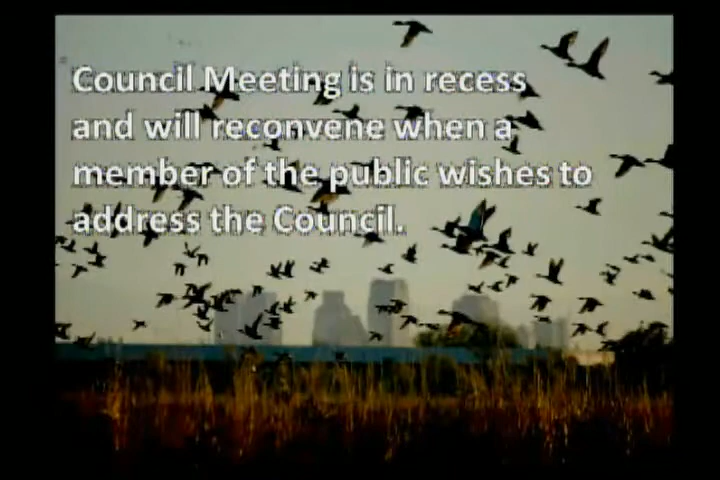 Council Meeting is in recess
and will reconvene when a
member of the public wishes to
address the Council.